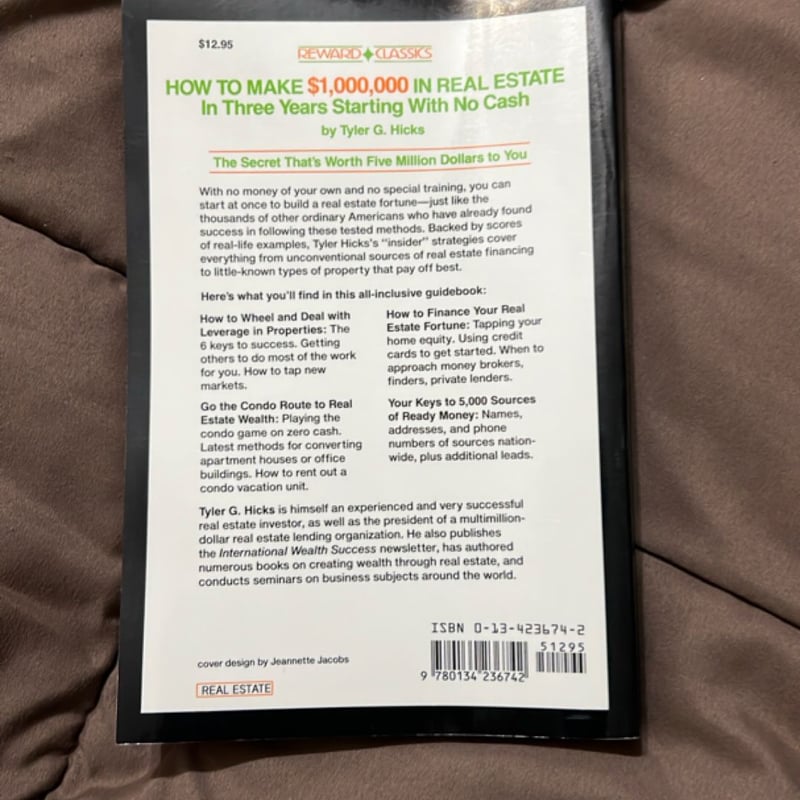 $12.95
REWARD CLASSICS
HOW TO MAKE $1,000,000 IN REAL ESTATE
In Three Years Starting With No Cash
by Tyler G. Hicks
The Secret That's Worth Five Million Dollars to You
With no money of your own and no special training, you can
start at once to build a real estate fortune—just like the
thousands of other ordinary Americans who have already found
success in following these tested methods. Backed by scores
of real-life examples, Tyler Hicks's "insider" strategies cover
everything from unconventional sources of real estate financing
to little-known types of property that pay off best.
Here's what you'll find in this all-inclusive guidebook:
How to Wheel and Deal with
Leverage in Properties: The
6 keys to success. Getting
others to do most of the work
for you. How to tap new
markets.
Go the Condo Route to Real
Estate Wealth: Playing the
condo game on zero cash.
Latest methods for converting
apartment houses or office
buildings. How to rent out a
condo vacation unit.
How to Finance Your Real
Estate Fortune: Tapping your
home equity. Using credit
cards to get started. When to
approach money brokers,
finders, private lenders.
Your Keys to 5,000 Sources
of Ready Money: Names,
addresses, and phone
numbers of sources nation-
wide, plus additional leads.
Tyler G. Hicks is himself an experienced and very successful
real estate investor, as well as the president of a multimillion-
dollar real estate lending organization. He also publishes
the International Wealth Success newsletter, has authored
numerous books on creating wealth through real estate, and
conducts seminars on business subjects around the world.
ISBN 0-13-423674-2
51295
9 780134 236742
cover design by Jeannette Jacobs
REAL ESTATE